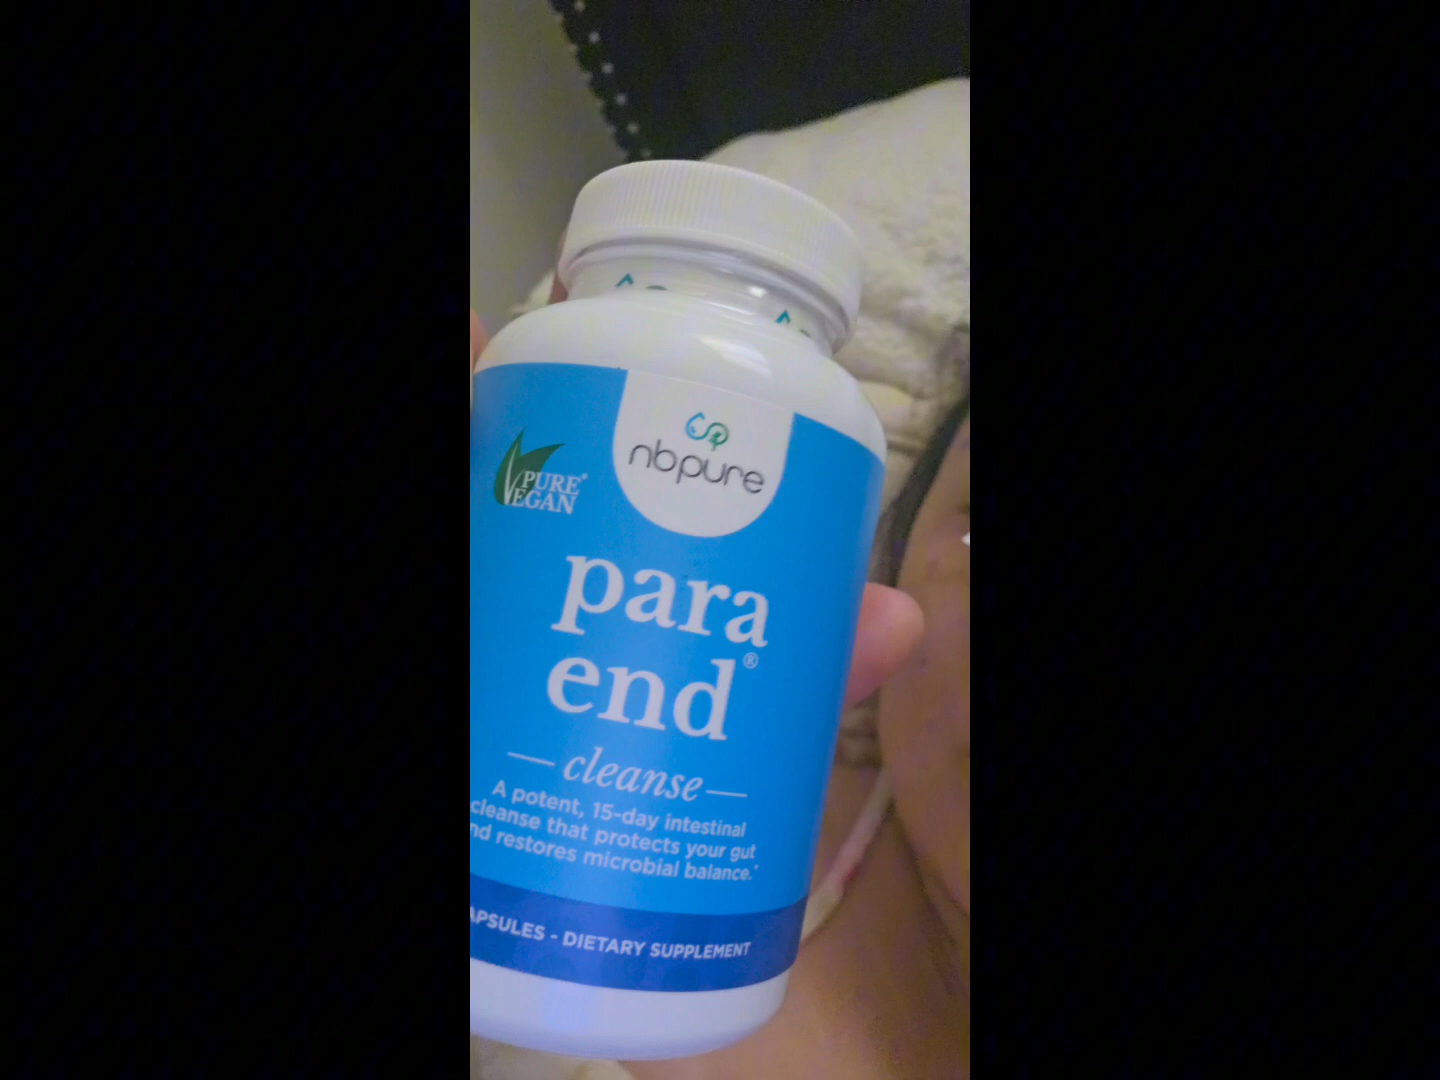 nbpure
PURE
VEGAN
para
end®
cleanse
A potent, 15-day intestinal
cleanse that protects your gut
restores microbial balance.*
- DIETARY SUPPLEMENT